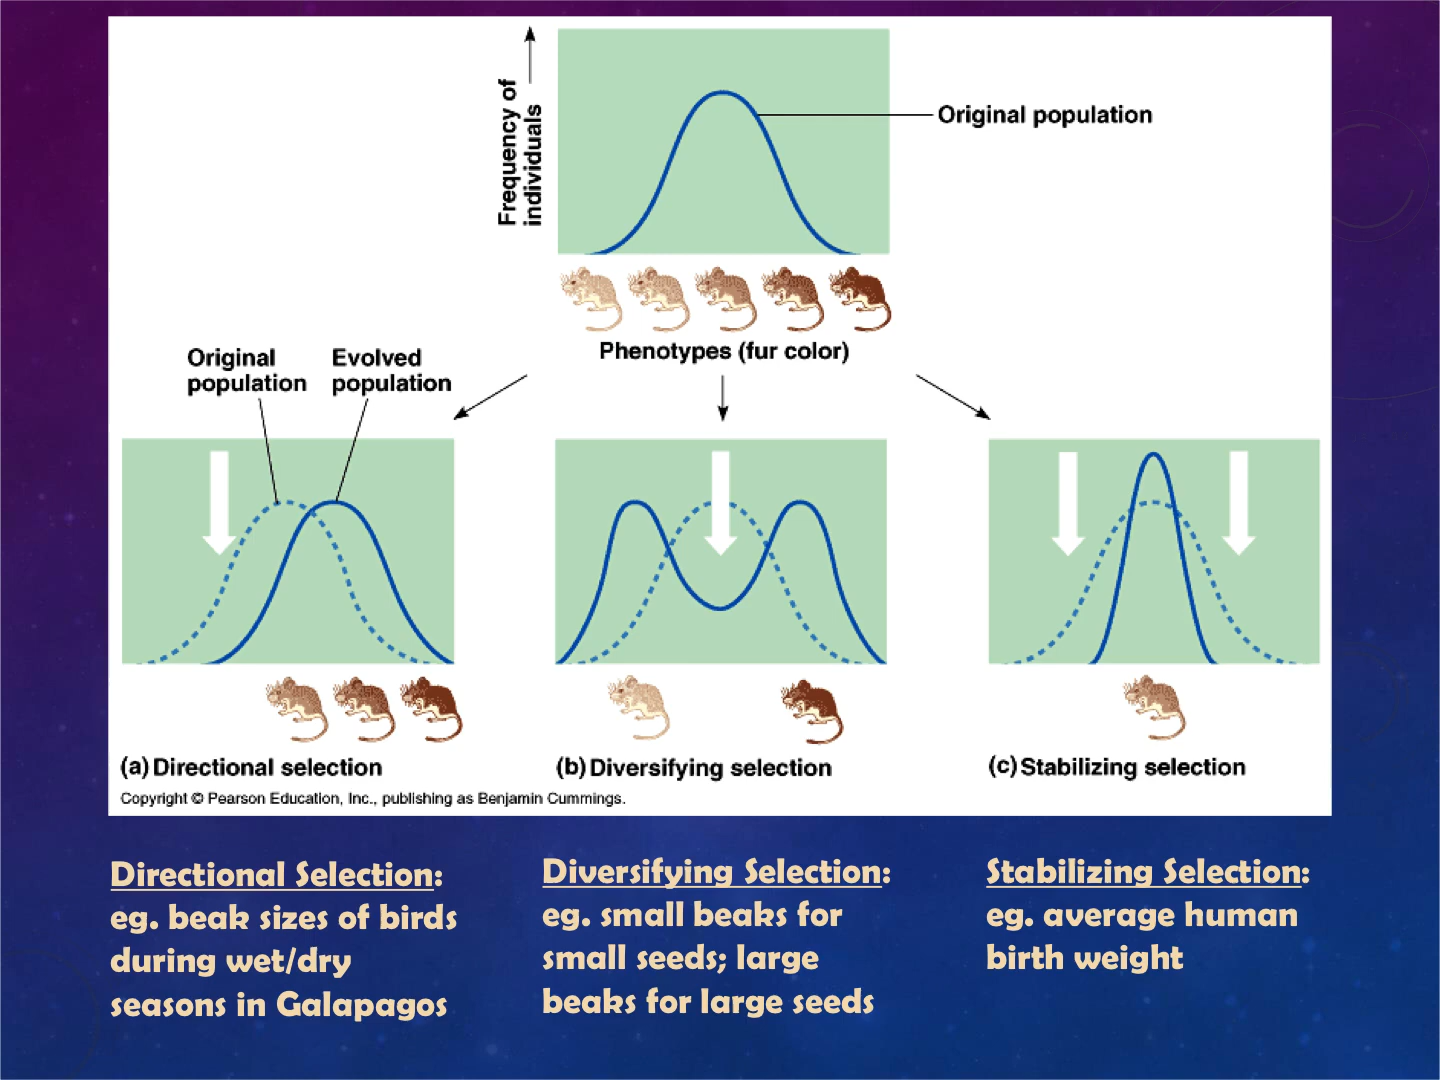 Frequency of
individuals
Original population
Phenotypes (fur color)
Original
population
Evolved
population
(a) Directional selection
(b) Diversifying selection
(c) Stabilizing selection
Copyright © Pearson Education, Inc., publishing as Benjamin Cummings.
Directional Selection:
eg. beak sizes of birds
during wet/dry
seasons in Galapagos
Diversifying Selection:
eg. small beaks for
small seeds; large
beaks for large seeds
Stabilizing Selection:
eg. average human
birth weight